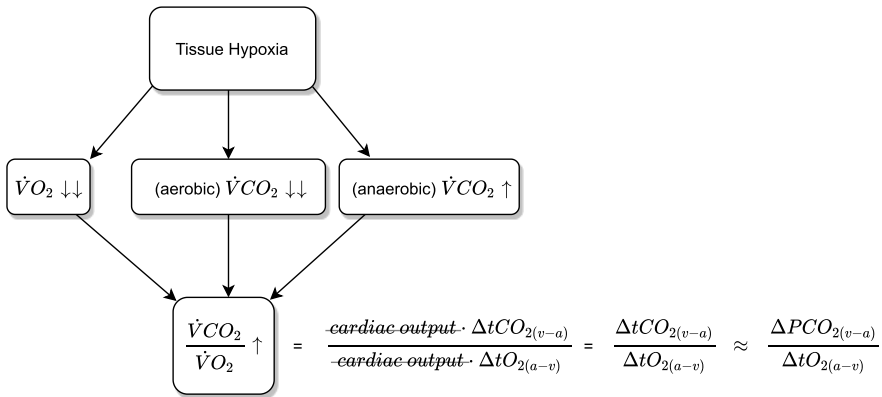 Tissue Hypoxia
V̇O₂ ↓↓
(aerobic) V̇CO₂ ↓↓
(anaerobic) V̇CO₂ ↑
V̇CO₂ / V̇O₂ ↑ = cardiac output · ΔtCO₂₍ᵥ₋ₐ₎ / cardiac output · ΔtO₂₍ₐ₋ᵥ₎ = ΔtCO₂₍ᵥ₋ₐ₎ / ΔtO₂₍ₐ₋ᵥ₎ ≈ ΔPCO₂₍ᵥ₋ₐ₎ / ΔtO₂₍ₐ₋ᵥ₎